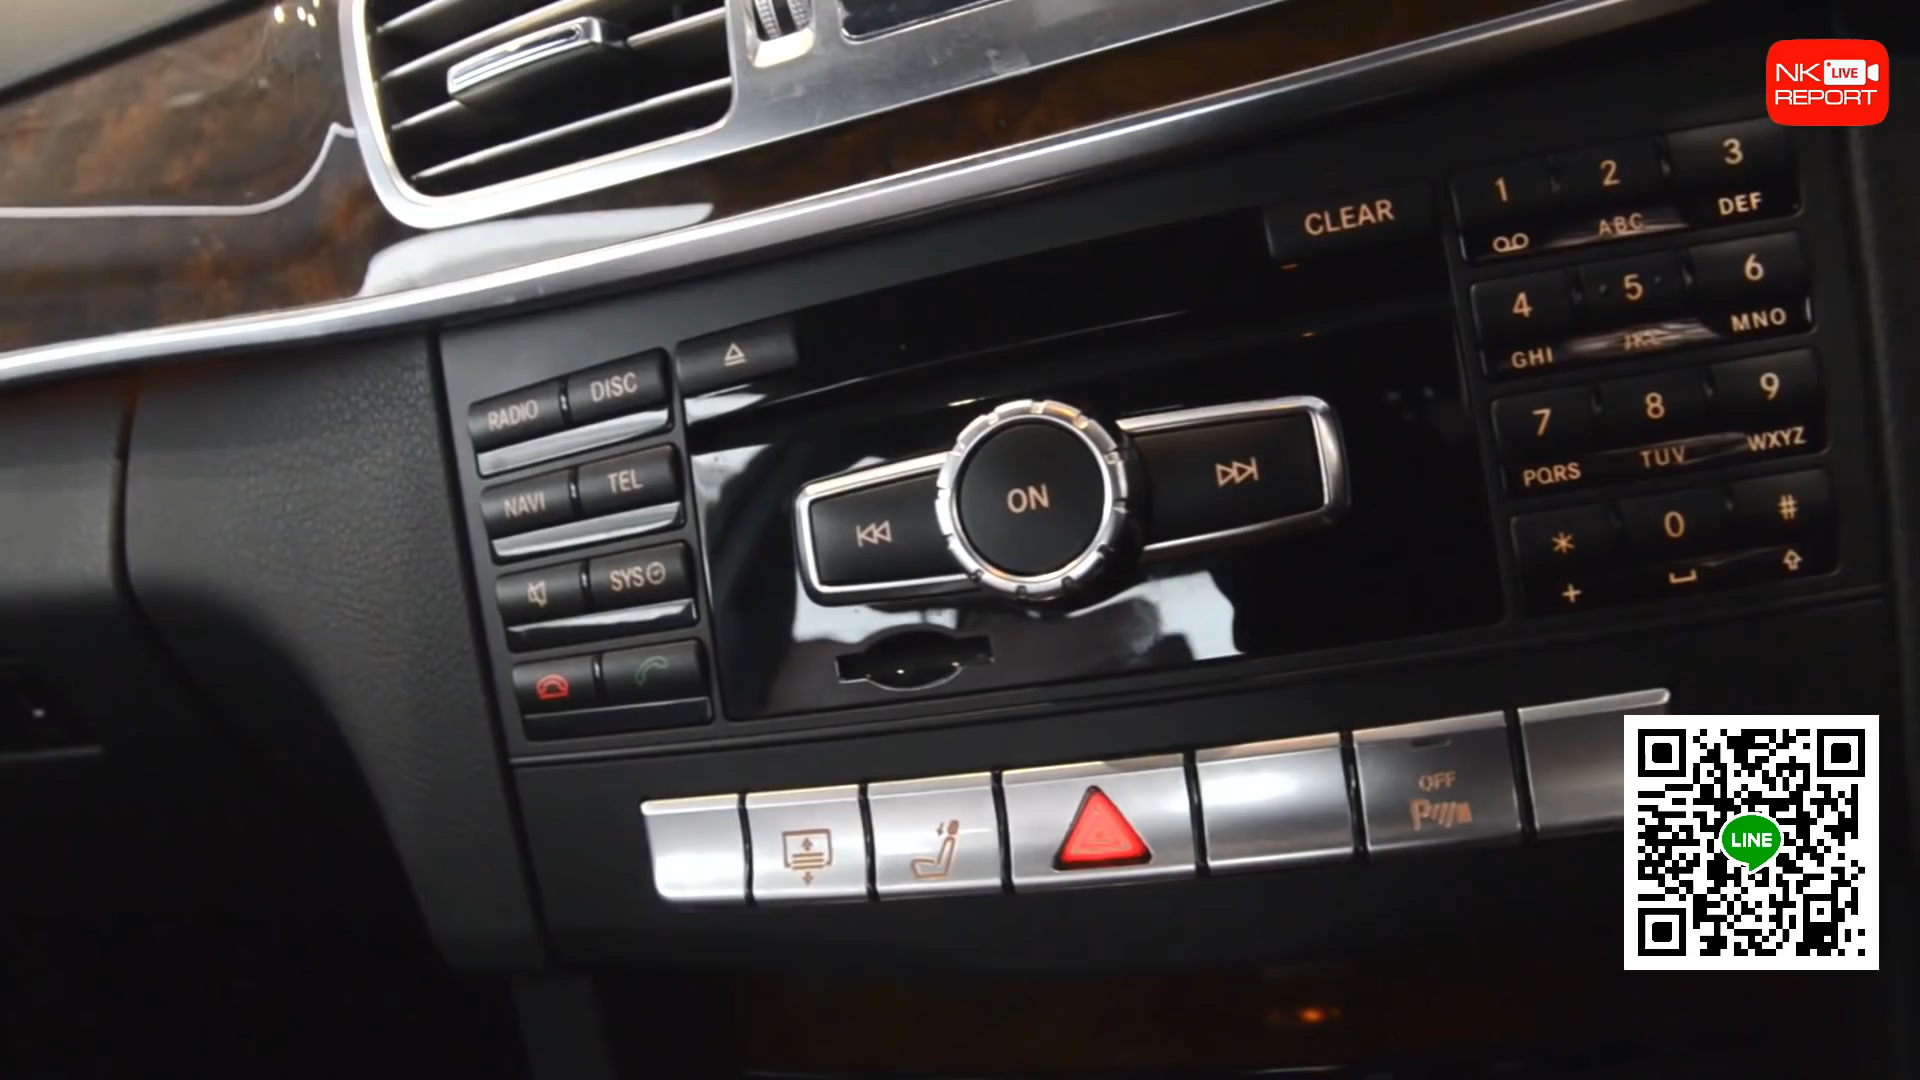 NK LIVE
REPORT
CLEAR
1 2 3
ABC DEF
4 5 6
GHI JKL MNO
7 8 9
PQRS TUV WXYZ
* 0 #
+
RADIO DISC
NAVI TEL
SYS
ON
OFF
P
LINE